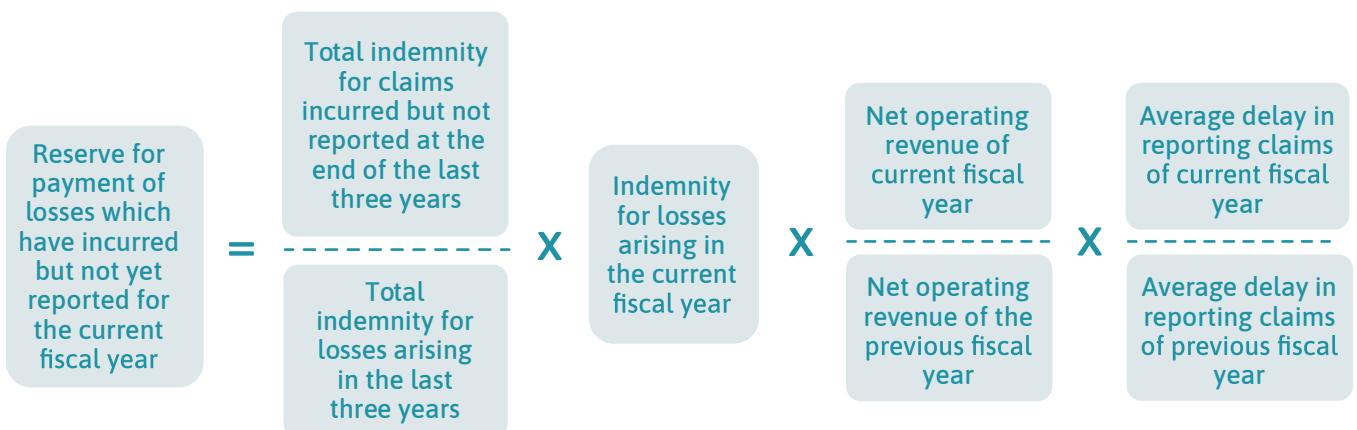 Reserve for
payment of
losses which
have incurred
but not yet
reported for
the current
fiscal year
=
Total indemnity
for claims
incurred but not
reported at the
end of the last
three years
Total
indemnity for
losses arising
in the last
three years
X
Indemnity
for losses
arising in
the current
fiscal year
X
Net operating
revenue of
current fiscal
year
Net operating
revenue of the
previous fiscal
year
X
Average delay in
reporting claims
of current fiscal
year
Average delay in
reporting claims
of previous fiscal
year